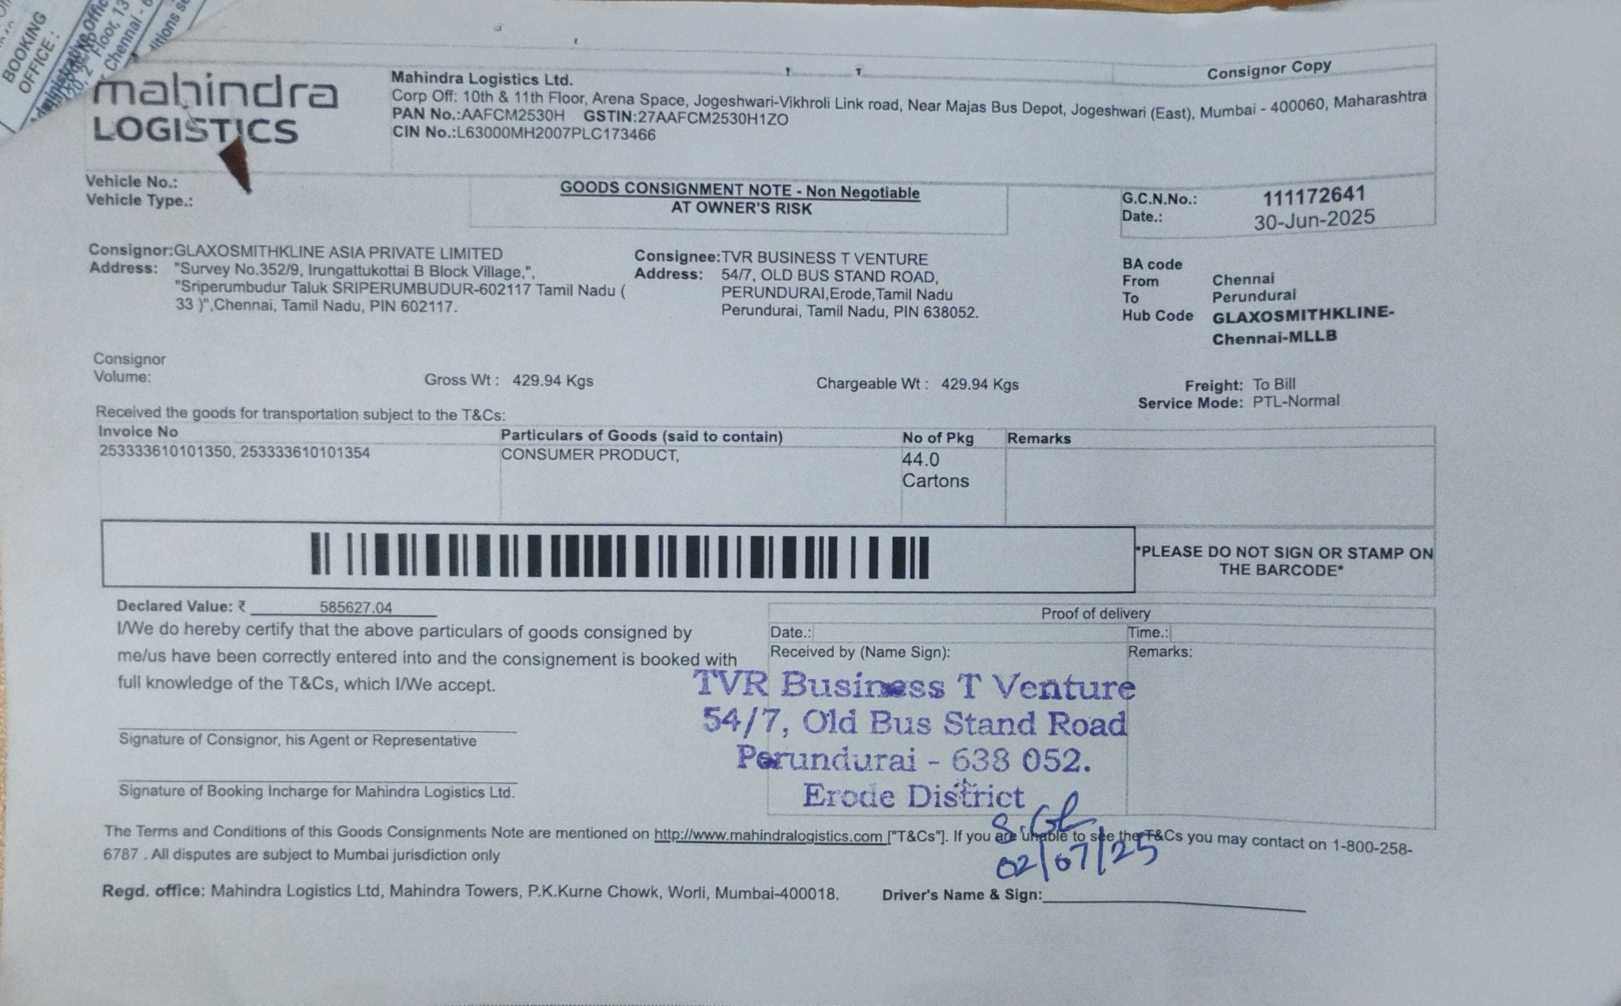 BOOKING
OFFICE:
mahindra
LOGISTICS
Mahindra Logistics Ltd.
Consignor Copy
Corp Off: 10th & 11th Floor, Arena Space, Jogeshwari-Vikhroli Link road, Near Majas Bus Depot, Jogeshwari (East), Mumbai - 400060, Maharashtra
PAN No.:AAFCM2530H GSTIN:27AAFCM2530H1ZO
CIN No.:L63000MH2007PLC173466
Vehicle No.:
Vehicle Type.:
GOODS CONSIGNMENT NOTE - Non Negotiable
AT OWNER'S RISK
G.C.N.No.: 111172641
Date.: 30-Jun-2025
Consignor:GLAXOSMITHKLINE ASIA PRIVATE LIMITED
Address: "Survey No.352/9, Irungattukottai B Block Village,",
"Sriperumbudur Taluk SRIPERUMBUDUR-602117 Tamil Nadu (
33 )",Chennai, Tamil Nadu, PIN 602117.
Consignee:TVR BUSINESS T VENTURE
Address: 54/7, OLD BUS STAND ROAD,
PERUNDURAI,Erode,Tamil Nadu
Perundurai, Tamil Nadu, PIN 638052.
BA code
From Chennai
To Perundurai
Hub Code GLAXOSMITHKLINE-
Chennai-MLLB
Consignor
Volume:
Gross Wt : 429.94 Kgs
Chargeable Wt : 429.94 Kgs
Freight: To Bill
Service Mode: PTL-Normal
Received the goods for transportation subject to the T&Cs:
Invoice No Particulars of Goods (said to contain) No of Pkg Remarks
253333610101350, 253333610101354 CONSUMER PRODUCT, 44.0
Cartons
*PLEASE DO NOT SIGN OR STAMP ON
THE BARCODE*
Declared Value: ₹ 585627.04
I/We do hereby certify that the above particulars of goods consigned by
me/us have been correctly entered into and the consignement is booked with
full knowledge of the T&Cs, which I/We accept.
Signature of Consignor, his Agent or Representative
Signature of Booking Incharge for Mahindra Logistics Ltd.
Proof of delivery
Date.: Time.:
Received by (Name Sign): Remarks:
TVR Business T Venture
54/7, Old Bus Stand Road
Perundurai - 638 052.
Erode District
02/07/25
The Terms and Conditions of this Goods Consignments Note are mentioned on http://www.mahindralogistics.com ["T&Cs"]. If you are unable to see the T&Cs you may contact on 1-800-258-
6787 . All disputes are subject to Mumbai jurisdiction only
Regd. office: Mahindra Logistics Ltd, Mahindra Towers, P.K.Kurne Chowk, Worli, Mumbai-400018.
Driver's Name & Sign: